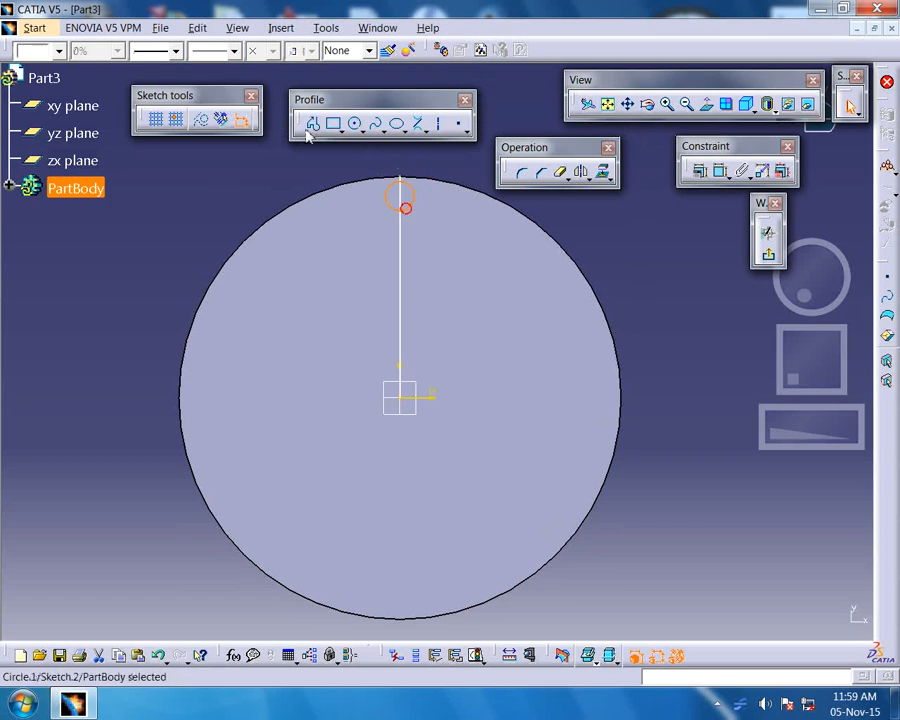 CATIA V5 - [Part3]
Start ENOVIA V5 VPM File Edit View Insert Tools Window Help
0% None
Part3
xy plane
yz plane
zx plane
PartBody
Sketch tools
Profile
View
S...
Operation
Constraint
W.
y
x
CATIA
Circle.1/Sketch.2/PartBody selected
11:59 AM
05-Nov-15